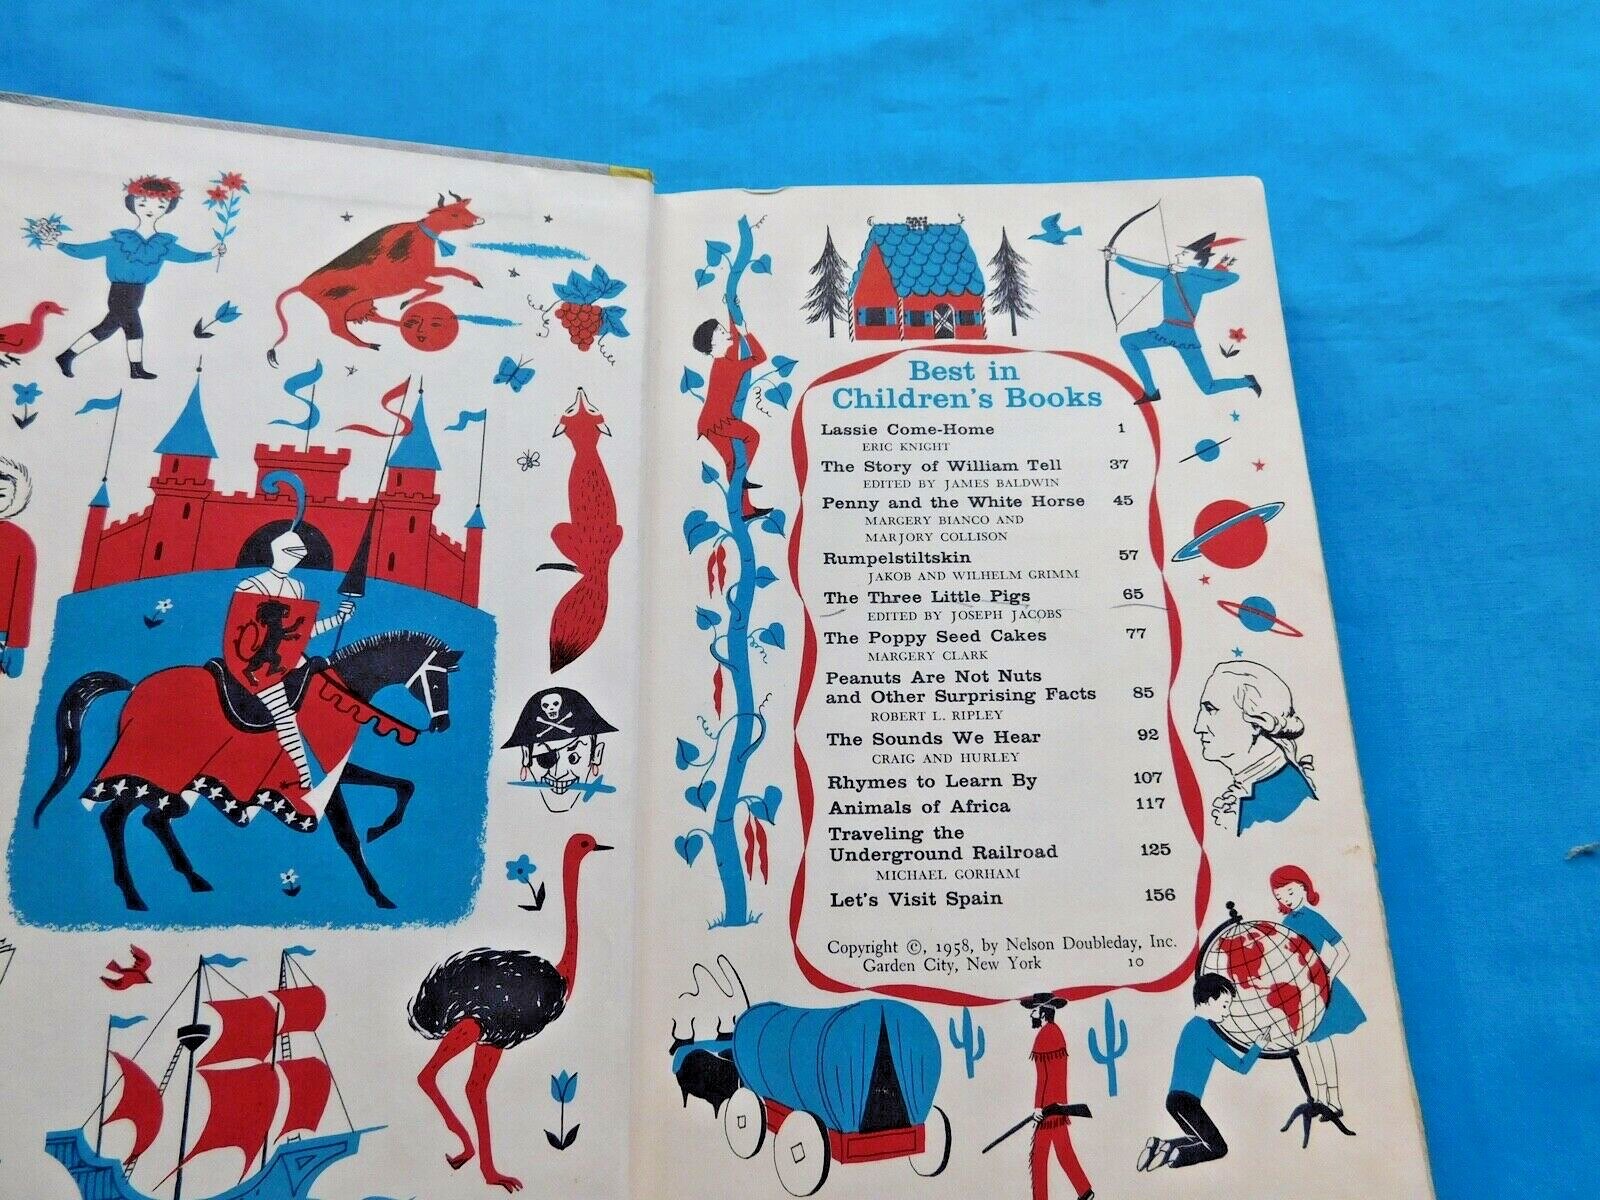 Best in
Children's Books
Lassie Come-Home 1
ERIC KNIGHT
The Story of William Tell 37
EDITED BY JAMES BALDWIN
Penny and the White Horse 45
MARGERY BIANCO AND
MARJORY COLLISON
Rumpelstiltskin 57
JAKOB AND WILHELM GRIMM
The Three Little Pigs 65
EDITED BY JOSEPH JACOBS
The Poppy Seed Cakes 77
MARGERY CLARK
Peanuts Are Not Nuts
and Other Surprising Facts 85
ROBERT L. RIPLEY
The Sounds We Hear 92
CRAIG AND HURLEY
Rhymes to Learn By 107
Animals of Africa 117
Traveling the
Underground Railroad 125
MICHAEL GORHAM
Let's Visit Spain 156
Copyright ©, 1958, by Nelson Doubleday, Inc.
Garden City, New York 10